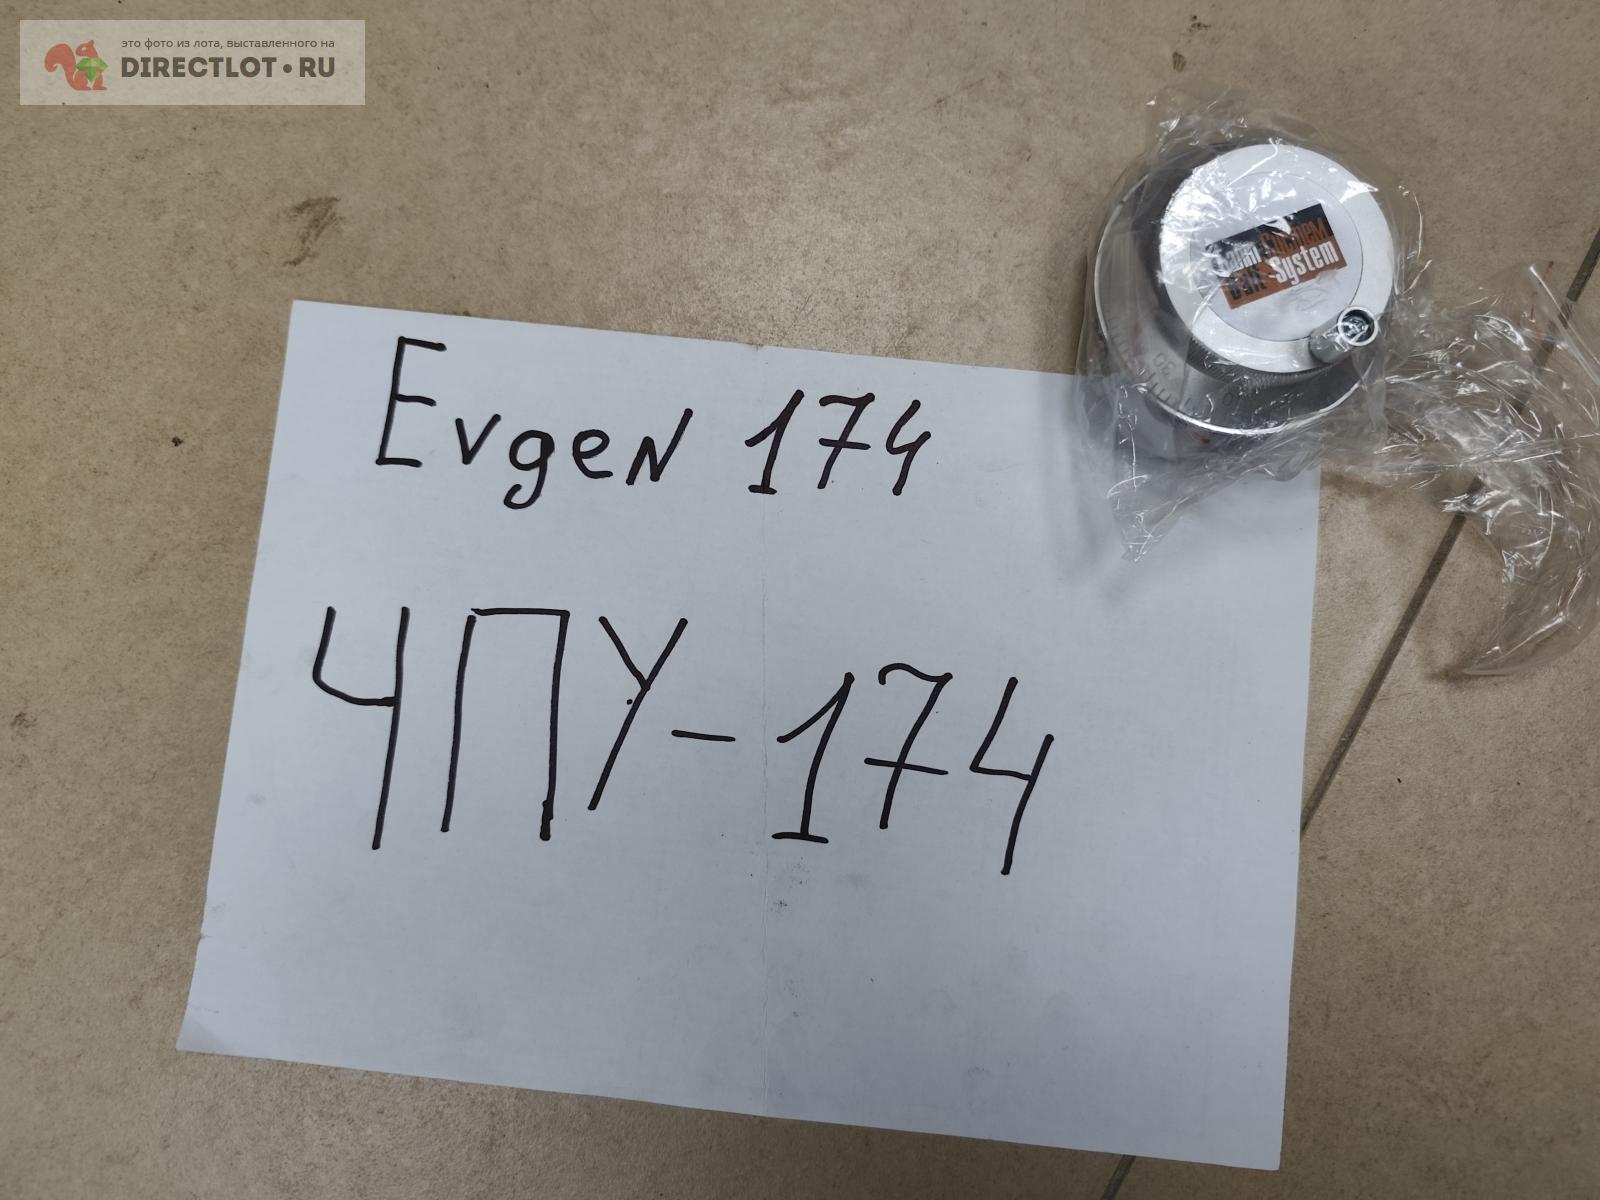 это фото из лота, выставленного на
DIRECTLOT•RU
System
Evgen 174
ЧПУ-174